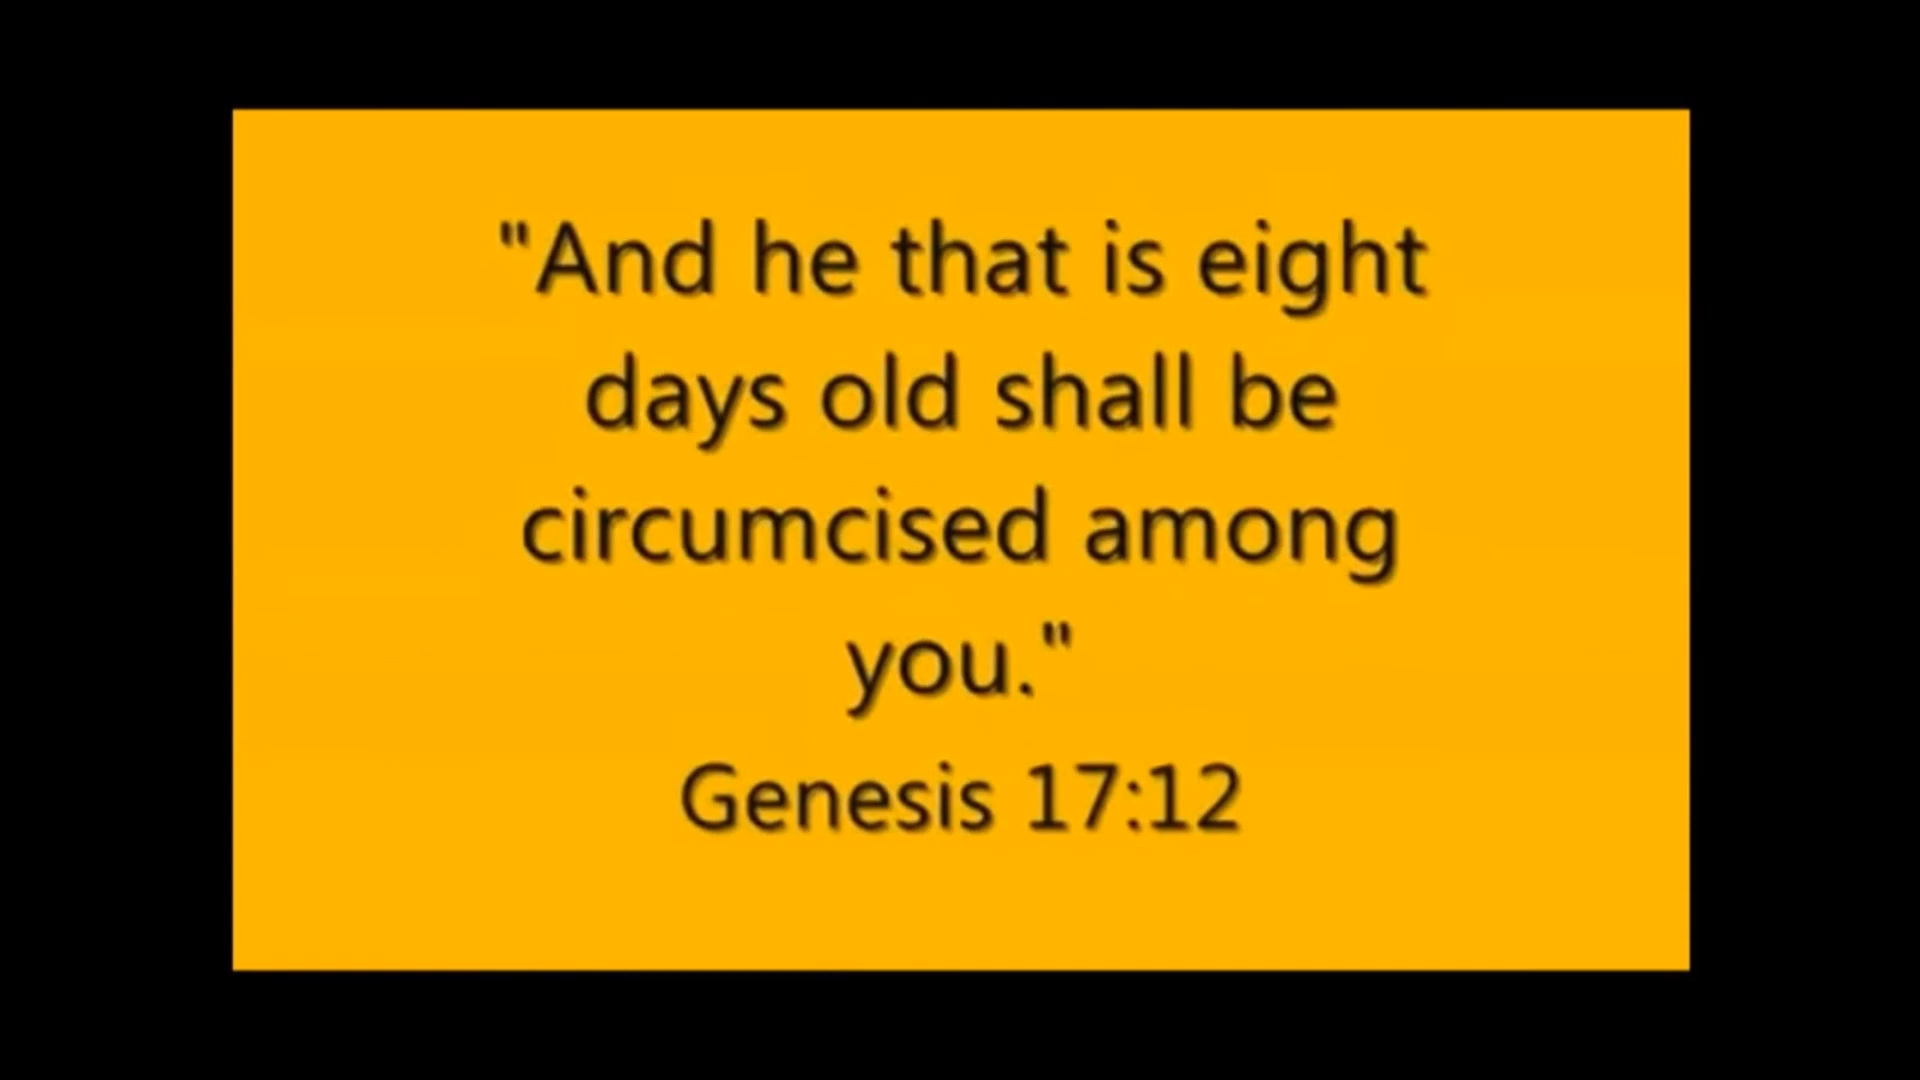 "And he that is eight
days old shall be
circumcised among
you."
Genesis 17:12